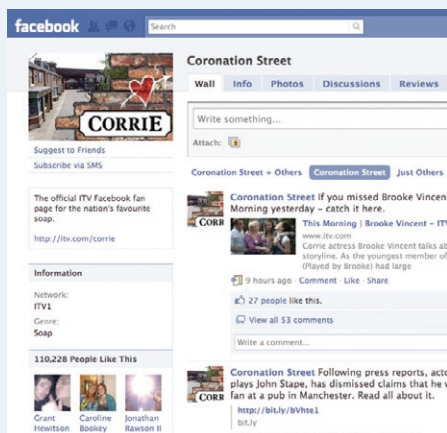 facebook
Search
CORRIE
Suggest to Friends
Subscribe via SMS
The official ITV Facebook fan
page for the nation's favourite
soap.
http://itv.com/corrie
Information
Network:
ITV1
Genre:
Soap
110,228 People Like This
Grant
Hewitson
Caroline
Bookey
Jonathan
Rawson II
Coronation Street
Wall Info Photos Discussions Reviews
Write something...
Attach:
Coronation Street + Others Coronation Street Just Others
CORR
Coronation Street If you missed Brooke Vincen
Morning yesterday – catch it here.
This Morning | Brooke Vincent – IT
www.itv.com
Corrie actress Brooke Vincent talks ab
storyline. As the youngest member of
(Played by Brooke) had large
9 hours ago · Comment · Like · Share
27 people like this.
View all 53 comments
Write a comment...
CORR
Coronation Street Following press reports, acto
plays John Stape, has dismissed claims that he v
fan at a pub in Manchester. Read all about it.
http://bit.ly/bVhte1
bit.ly